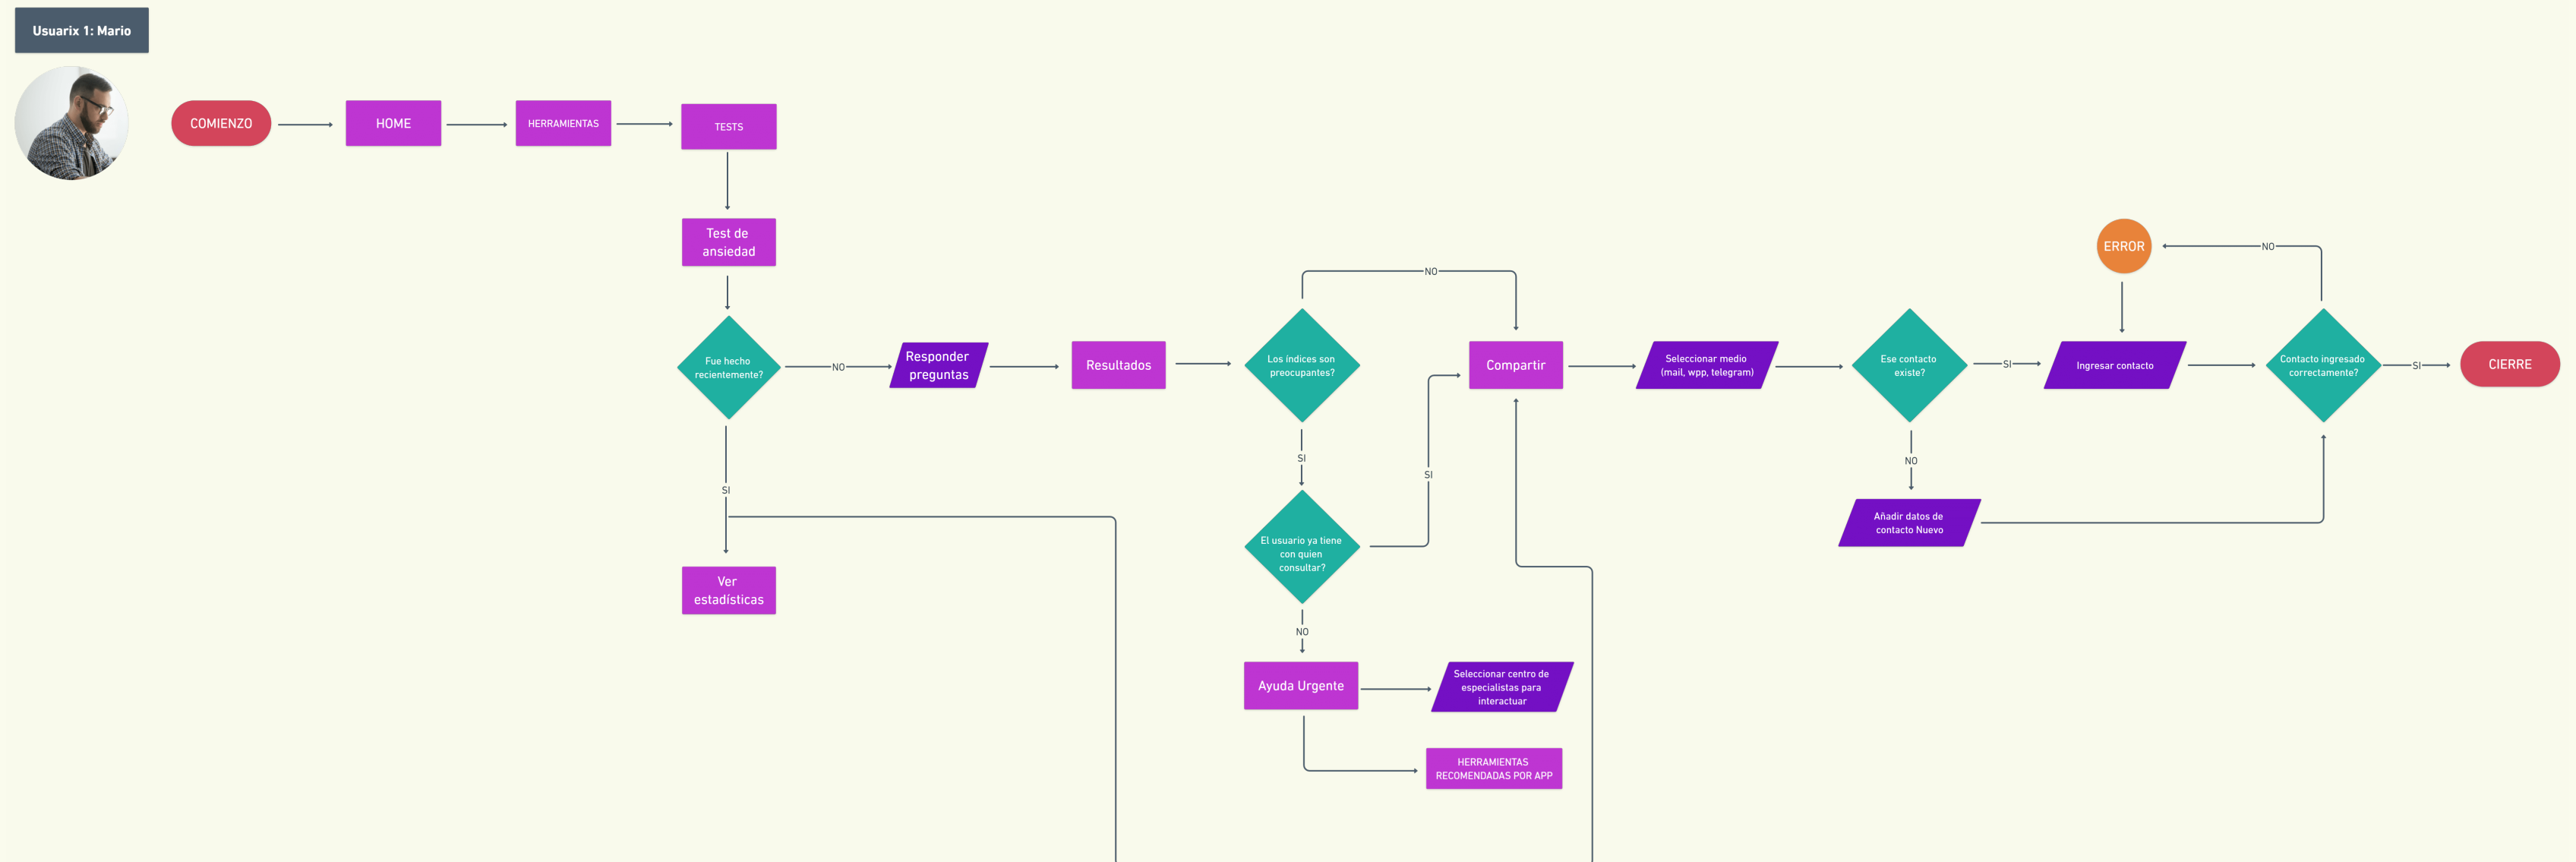 Usuarix 1: Mario
COMIENZO
HOME
HERRAMIENTAS
TESTS
Test de
ansiedad
Fue hecho
recientemente?
NO
Responder
preguntas
Resultados
Los índices son
preocupantes?
NO
SI
Compartir
Seleccionar medio
(mail, wpp, telegram)
Ese contacto
existe?
SI
Ingresar contacto
ERROR
NO
Contacto ingresado
correctamente?
SI
CIERRE
NO
Añadir datos de
contacto Nuevo
SI
Ver
estadísticas
El usuario ya tiene
con quien
consultar?
SI
NO
Ayuda Urgente
Seleccionar centro de
especialistas para
interactuar
HERRAMIENTAS
RECOMENDADAS POR APP